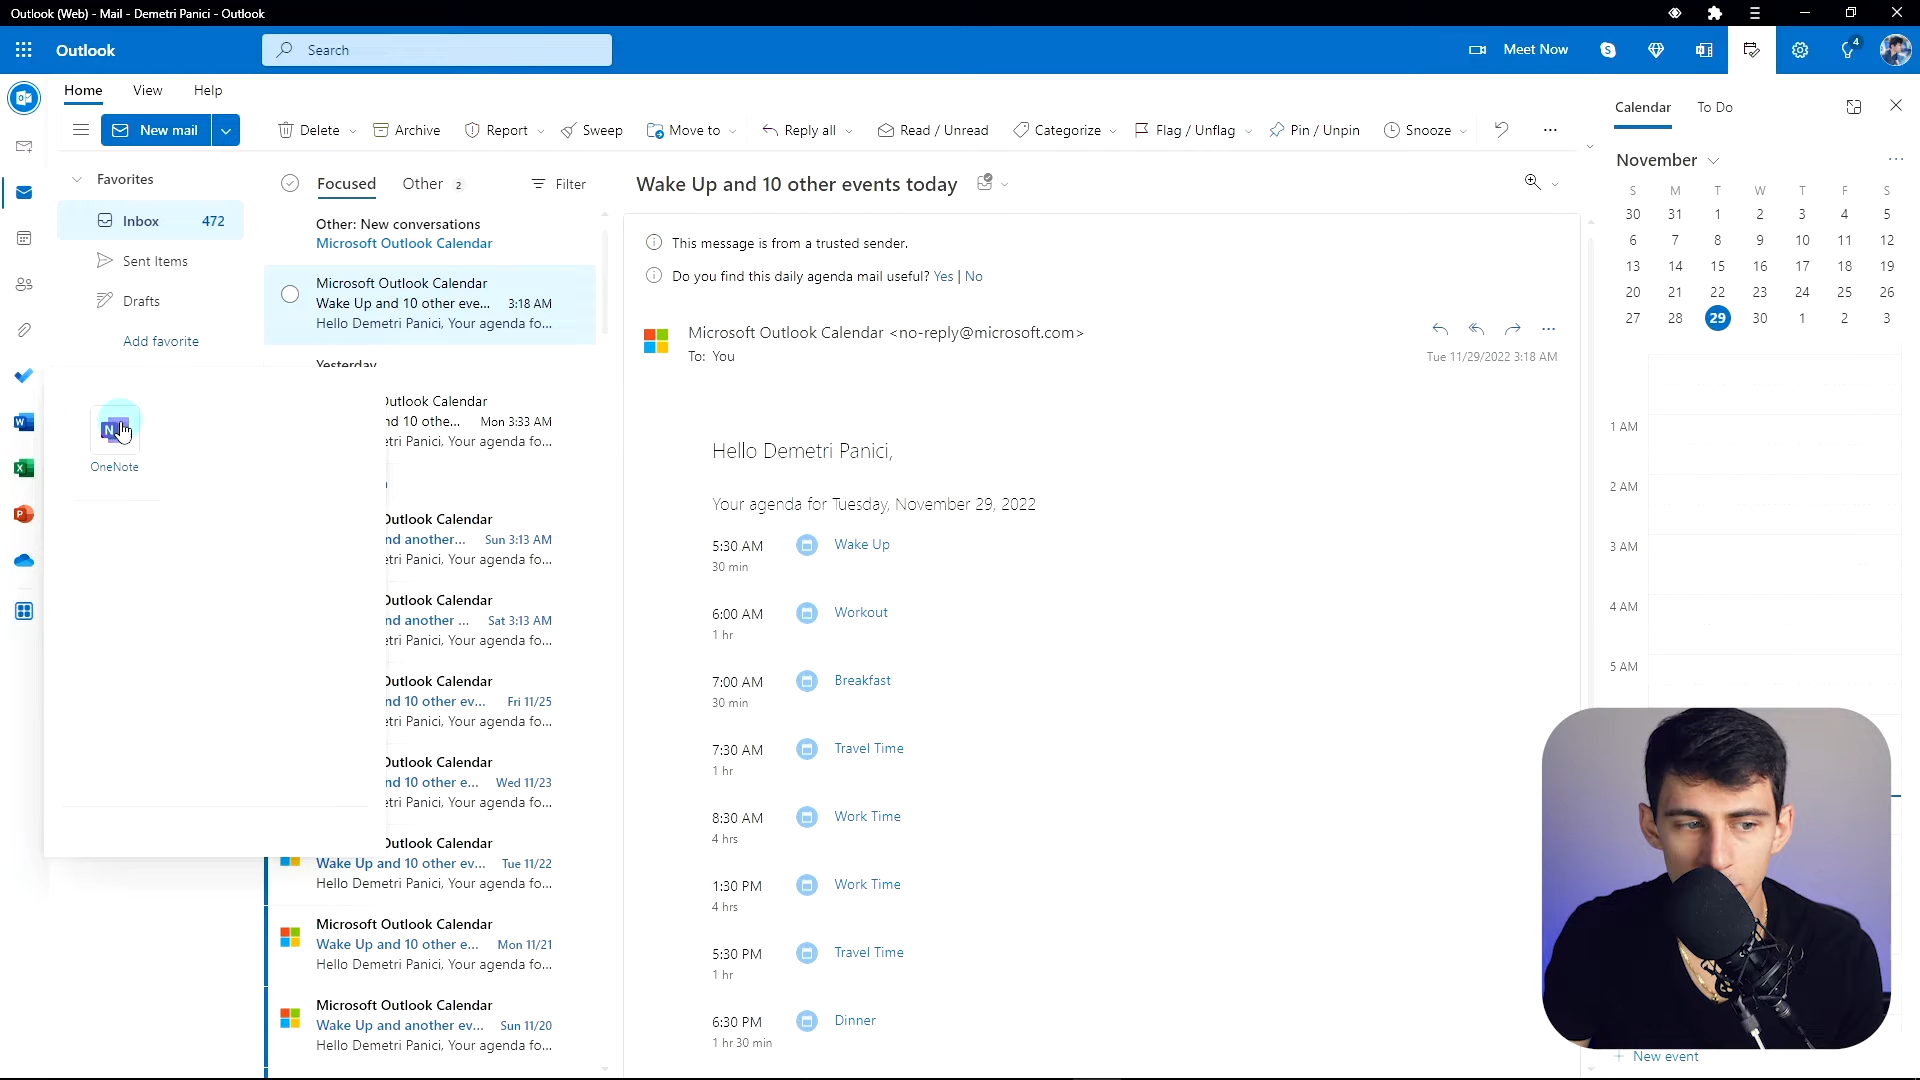 Outlook (Web) - Mail - Demetri Panici - Outlook
Outlook
Search
Meet Now
4
Home View Help
New mail
Delete
Archive
Report
Sweep
Move to
Reply all
Read / Unread
Categorize
Flag / Unflag
Pin / Unpin
Snooze
Favorites
Inbox 472
Sent Items
Drafts
Add favorite
OneNote
Focused Other 2 Filter
Other: New conversations
Microsoft Outlook Calendar
Microsoft Outlook Calendar
Wake Up and 10 other eve... 3:18 AM
Hello Demetri Panici, Your agenda fo...
Yesterday
Outlook Calendar
nd 10 othe... Mon 3:33 AM
etri Panici, Your agenda fo...
Outlook Calendar
nd another... Sun 3:13 AM
etri Panici, Your agenda fo...
Outlook Calendar
nd another ... Sat 3:13 AM
etri Panici, Your agenda fo...
Outlook Calendar
nd 10 other ev... Fri 11/25
etri Panici, Your agenda fo...
Outlook Calendar
nd 10 other e... Wed 11/23
etri Panici, Your agenda fo...
Outlook Calendar
Wake Up and 10 other ev... Tue 11/22
Hello Demetri Panici, Your agenda fo...
Microsoft Outlook Calendar
Wake Up and 10 other e... Mon 11/21
Hello Demetri Panici, Your agenda fo...
Microsoft Outlook Calendar
Wake Up and another ev... Sun 11/20
Hello Demetri Panici, Your agenda fo...
Wake Up and 10 other events today
This message is from a trusted sender.
Do you find this daily agenda mail useful? Yes | No
Microsoft Outlook Calendar <no-reply@microsoft.com>
To: You
Tue 11/29/2022 3:18 AM
Hello Demetri Panici,
Your agenda for Tuesday, November 29, 2022
5:30 AM Wake Up
30 min
6:00 AM Workout
1 hr
7:00 AM Breakfast
30 min
7:30 AM Travel Time
1 hr
8:30 AM Work Time
4 hrs
1:30 PM Work Time
4 hrs
5:30 PM Travel Time
1 hr
6:30 PM Dinner
1 hr 30 min
Calendar To Do
November
S M T W T F S
30 31 1 2 3 4 5
6 7 8 9 10 11 12
13 14 15 16 17 18 19
20 21 22 23 24 25 26
27 28 29 30 1 2 3
1 AM
2 AM
3 AM
4 AM
5 AM
New event